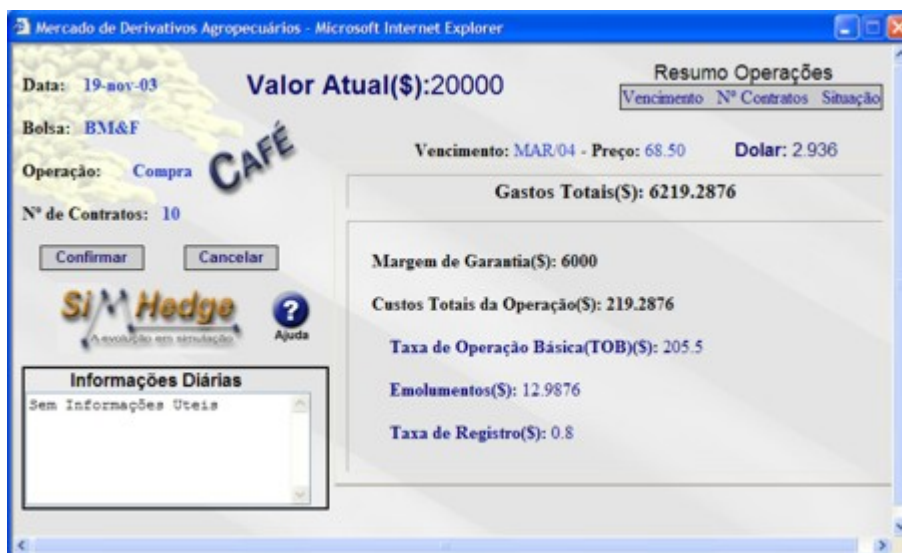 Mercado de Derivativos Agropecuários - Microsoft Internet Explorer
Data: 19-nov-03
Valor Atual($):20000
Resumo Operações
Vencimento Nº Contratos Situação
Bolsa: BM&F
CAFÉ
Vencimento: MAR/04 - Preço: 68.50 Dolar: 2.936
Operação: Compra
Gastos Totais($): 6219.2876
Nº de Contratos: 10
Confirmar Cancelar
Margem de Garantia($): 6000
Custos Totais da Operação($): 219.2876
SiM Hedge
A evolução em simulação
Ajuda
Taxa de Operação Básica(TOB)($): 205.5
Emolumentos($): 12.9876
Taxa de Registro($): 0.8
Informações Diárias
Sem Informações Uteis